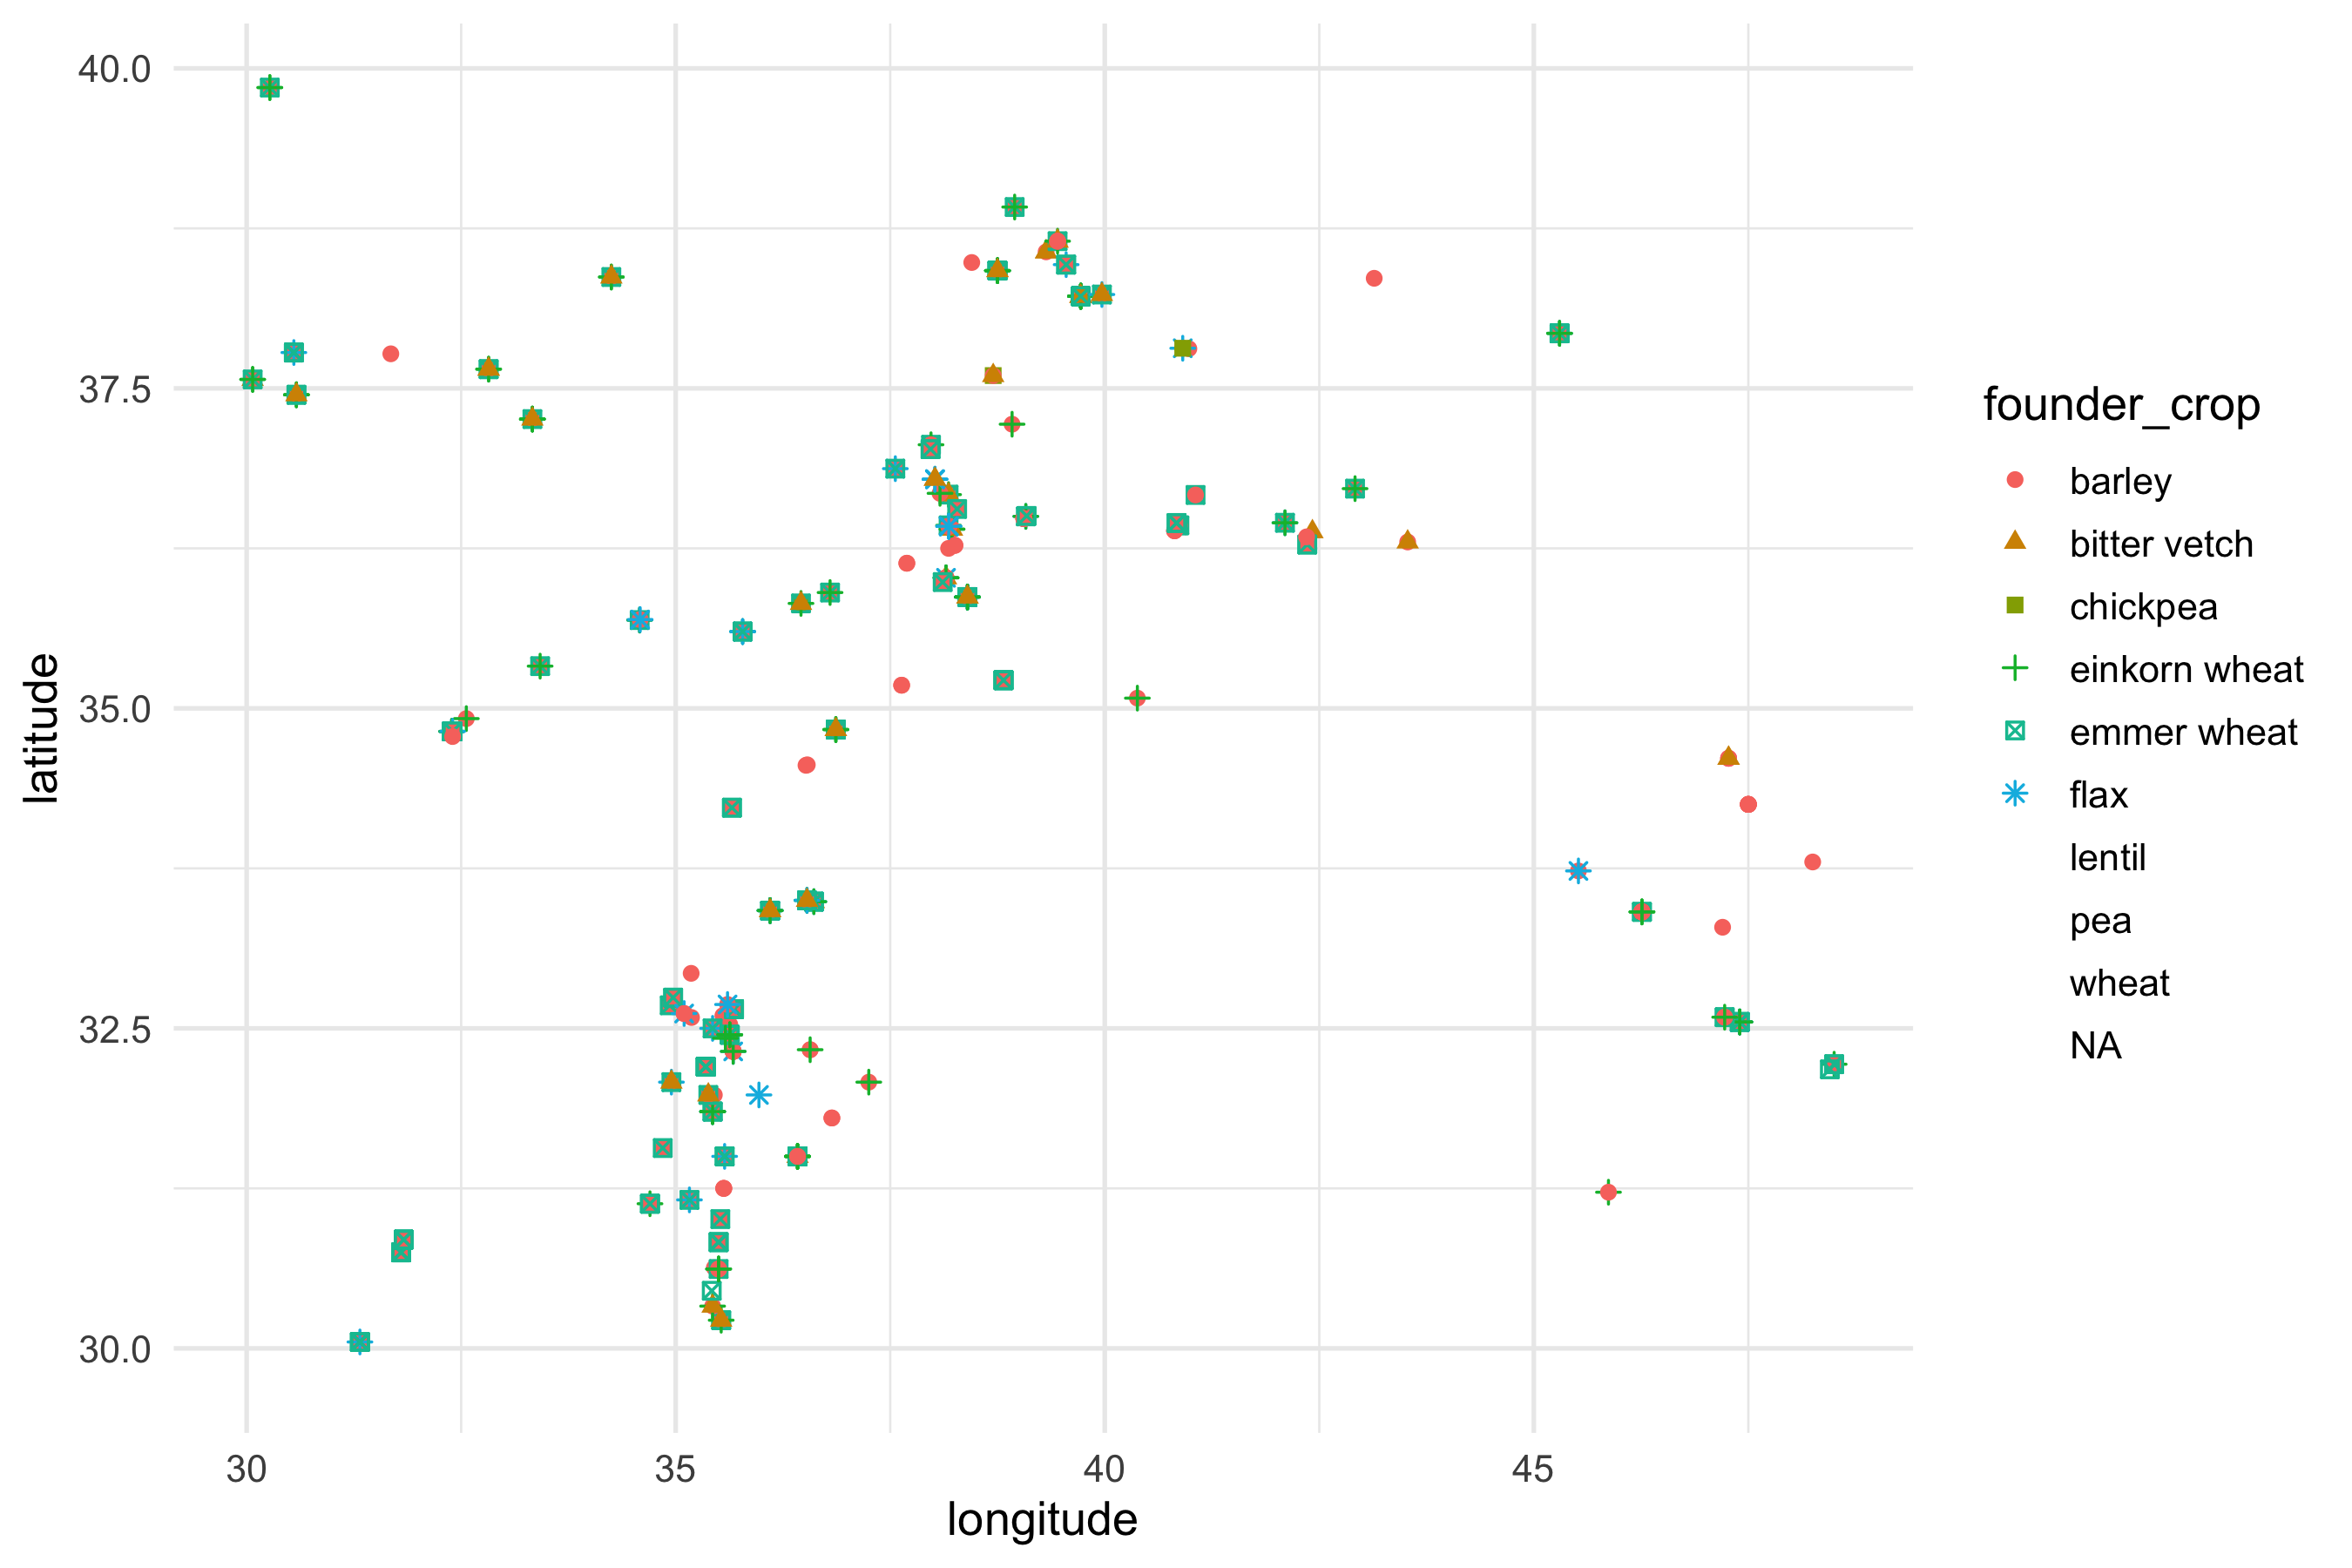 40.0
37.5
35.0
32.5
30.0
latitude
30
35
40
45
longitude
founder_crop
barley
bitter vetch
chickpea
einkorn wheat
emmer wheat
flax
lentil
pea
wheat
NA